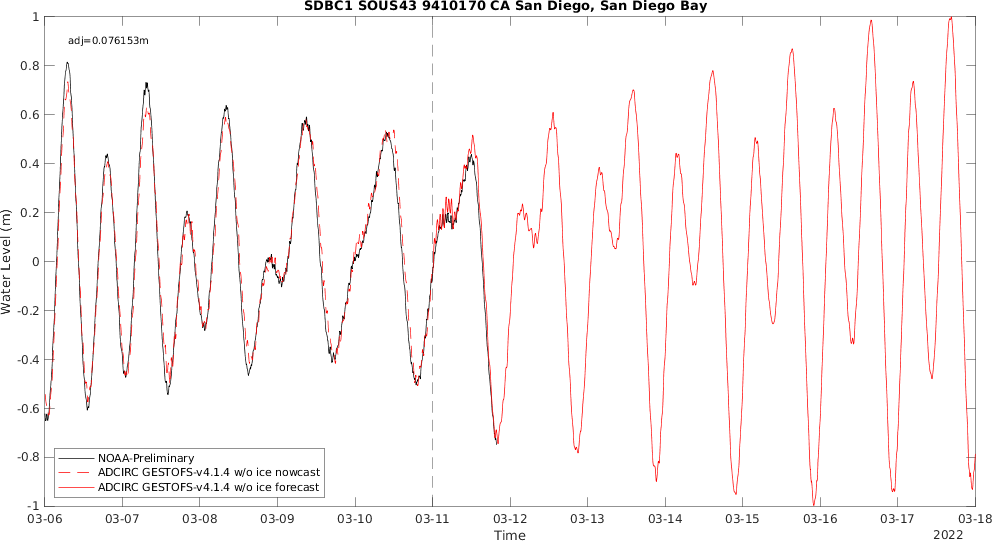 SDBC1 SOUS43 9410170 CA San Diego, San Diego Bay
adj=0.076153m
1
0.8
0.6
0.4
0.2
0
-0.2
-0.4
-0.6
-0.8
-1
Water Level (m)
NOAA-Preliminary
ADCIRC GESTOFS-v4.1.4 w/o ice nowcast
ADCIRC GESTOFS-v4.1.4 w/o ice forecast
03-06 03-07 03-08 03-09 03-10 03-11 03-12 03-13 03-14 03-15 03-16 03-17 03-18
Time
2022